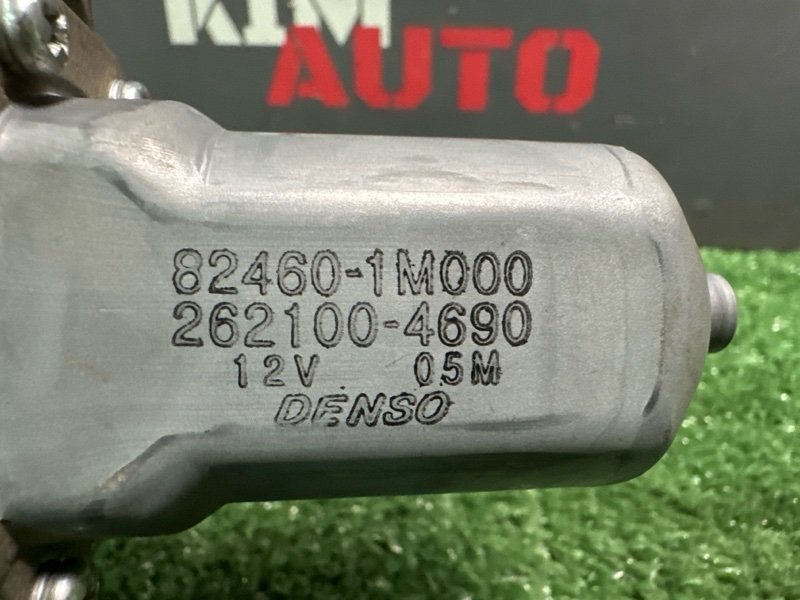 KIM
AUTO
82460-1M000
262100-4690
12V 05M
DENSO